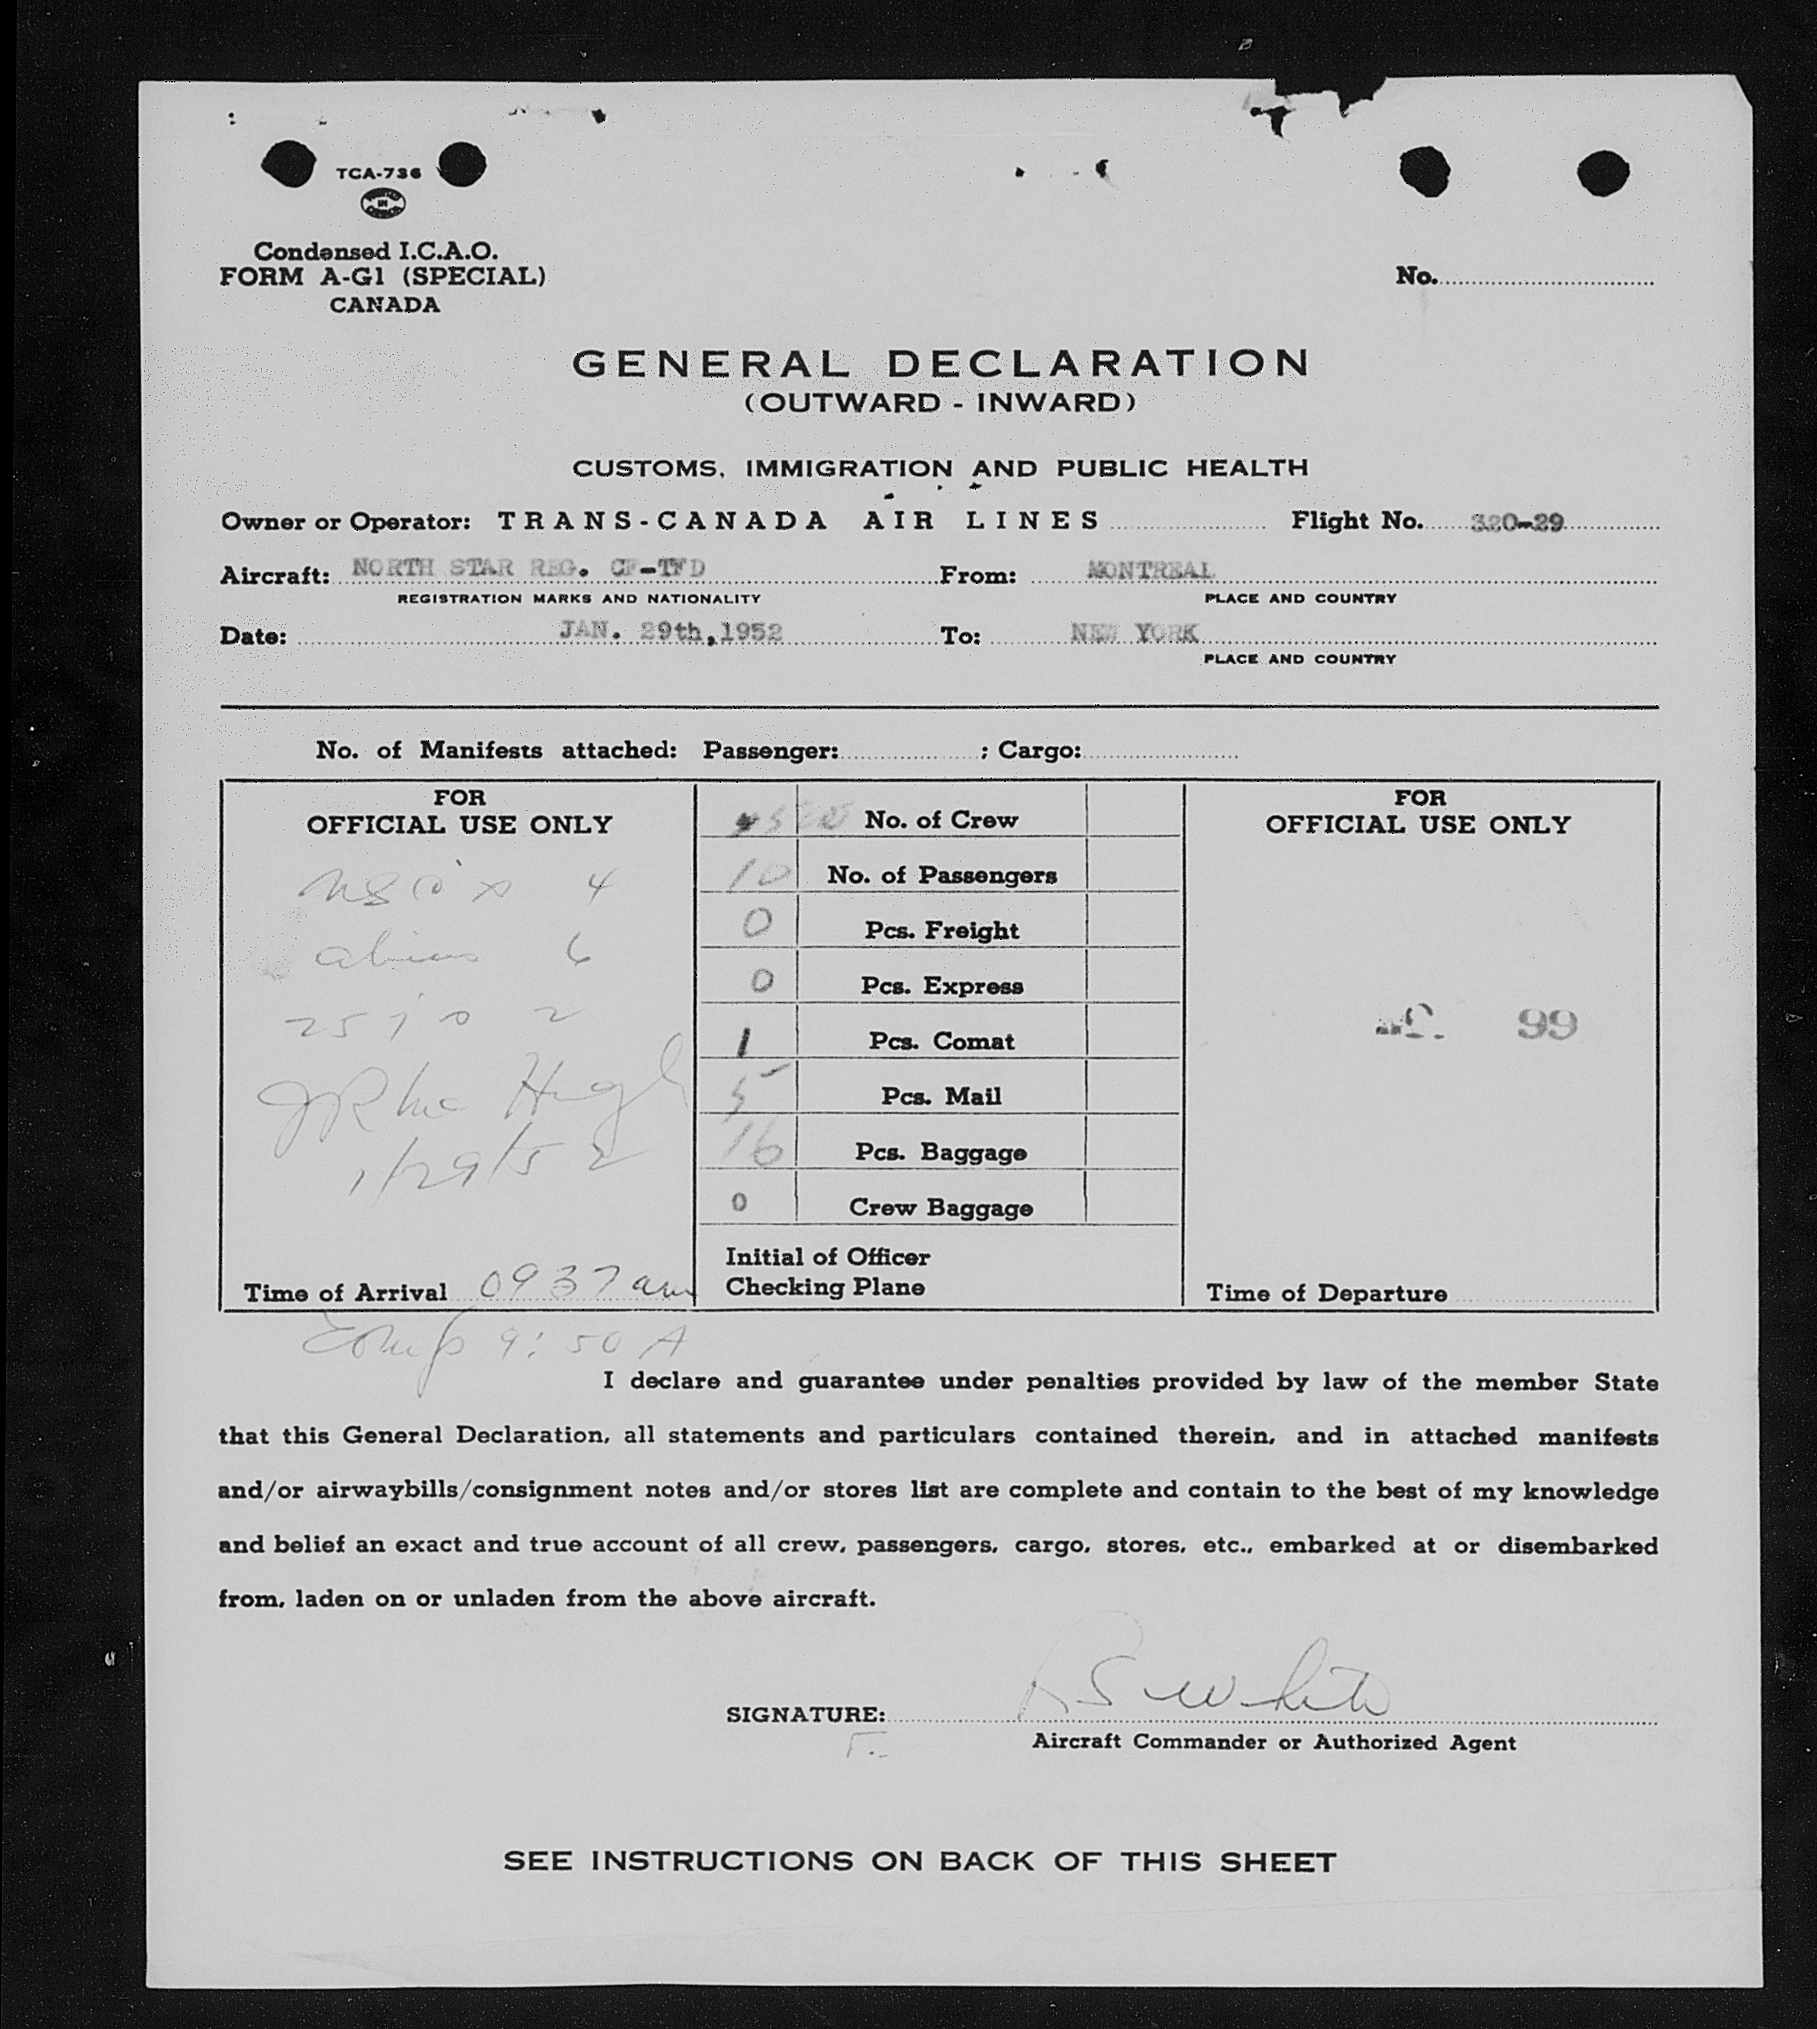 TCA-736
Condensed I.C.A.O.
FORM A-G1 (SPECIAL)
CANADA
No.
GENERAL DECLARATION
(OUTWARD - INWARD)
CUSTOMS, IMMIGRATION AND PUBLIC HEALTH
Owner or Operator: TRANS-CANADA AIR LINES Flight No. 320-29
Aircraft: NORTH STAR REG. CF-TFD From: MONTREAL
REGISTRATION MARKS AND NATIONALITY PLACE AND COUNTRY
Date: JAN. 29th,1952 To: NEW YORK
PLACE AND COUNTRY
No. of Manifests attached: Passenger: ; Cargo:
FOR
OFFICIAL USE ONLY
4
aliens 6
2
1/29/52
Time of Arrival 0937 am
No. of Crew
10 No. of Passengers
0 Pcs. Freight
0 Pcs. Express
1 Pcs. Comat
5 Pcs. Mail
16 Pcs. Baggage
0 Crew Baggage
Initial of Officer
Checking Plane
FOR
OFFICIAL USE ONLY
99
Time of Departure
Comp 9:50 A
I declare and guarantee under penalties provided by law of the member State
that this General Declaration, all statements and particulars contained therein, and in attached manifests
and/or airwaybills/consignment notes and/or stores list are complete and contain to the best of my knowledge
and belief an exact and true account of all crew, passengers, cargo, stores, etc., embarked at or disembarked
from, laden on or unladen from the above aircraft.
SIGNATURE: RS White
Aircraft Commander or Authorized Agent
SEE INSTRUCTIONS ON BACK OF THIS SHEET